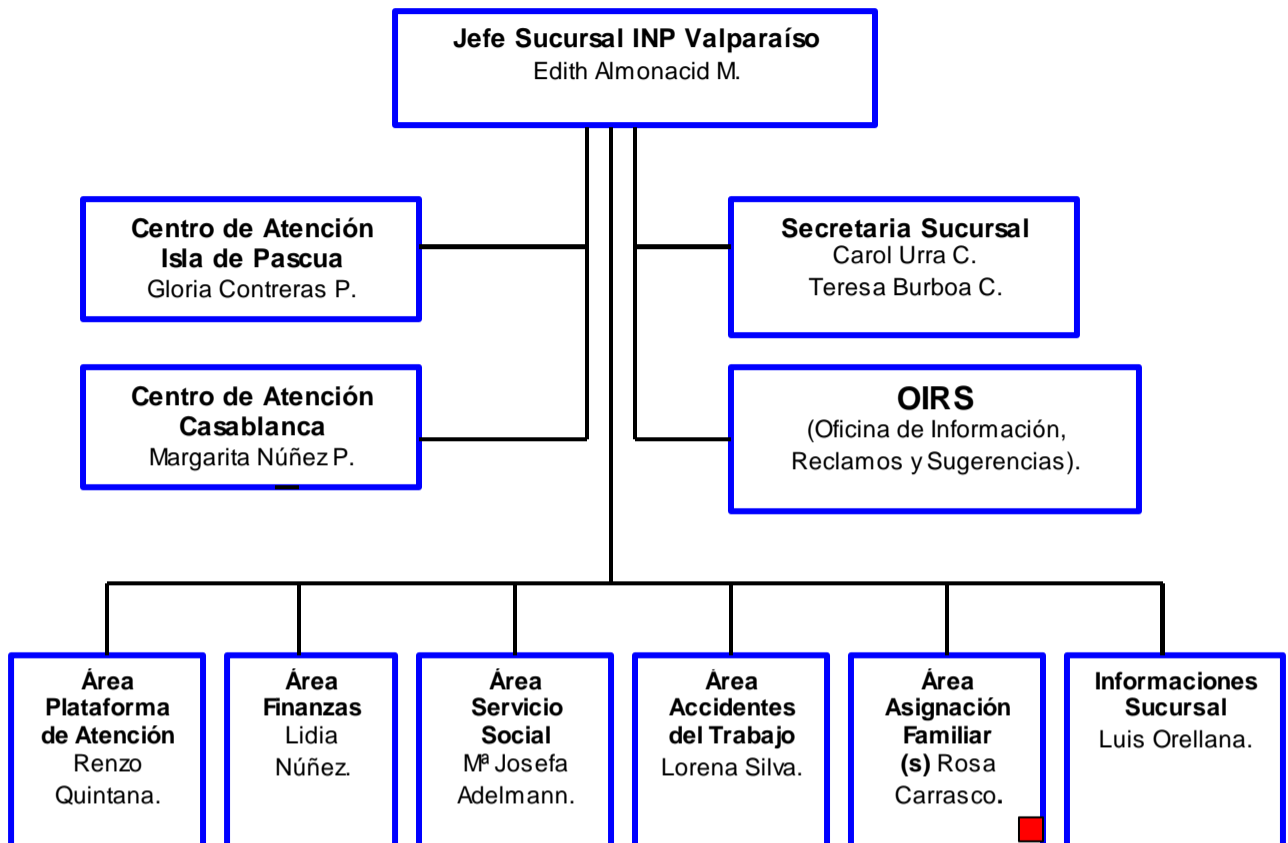 Jefe Sucursal INP Valparaíso
Edith Almonacid M.
Centro de Atención
Isla de Pascua
Gloria Contreras P.
Secretaria Sucursal
Carol Urra C.
Teresa Burboa C.
Centro de Atención
Casablanca
Margarita Núñez P.
OIRS
(Oficina de Información,
Reclamos y Sugerencias).
Área
Plataforma
de Atención
Renzo
Quintana.
Área
Finanzas
Lidia
Núñez.
Área
Servicio
Social
Mª Josefa
Adelmann.
Área
Accidentes
del Trabajo
Lorena Silva.
Área
Asignación
Familiar
(s) Rosa
Carrasco.
Informaciones
Sucursal
Luis Orellana.